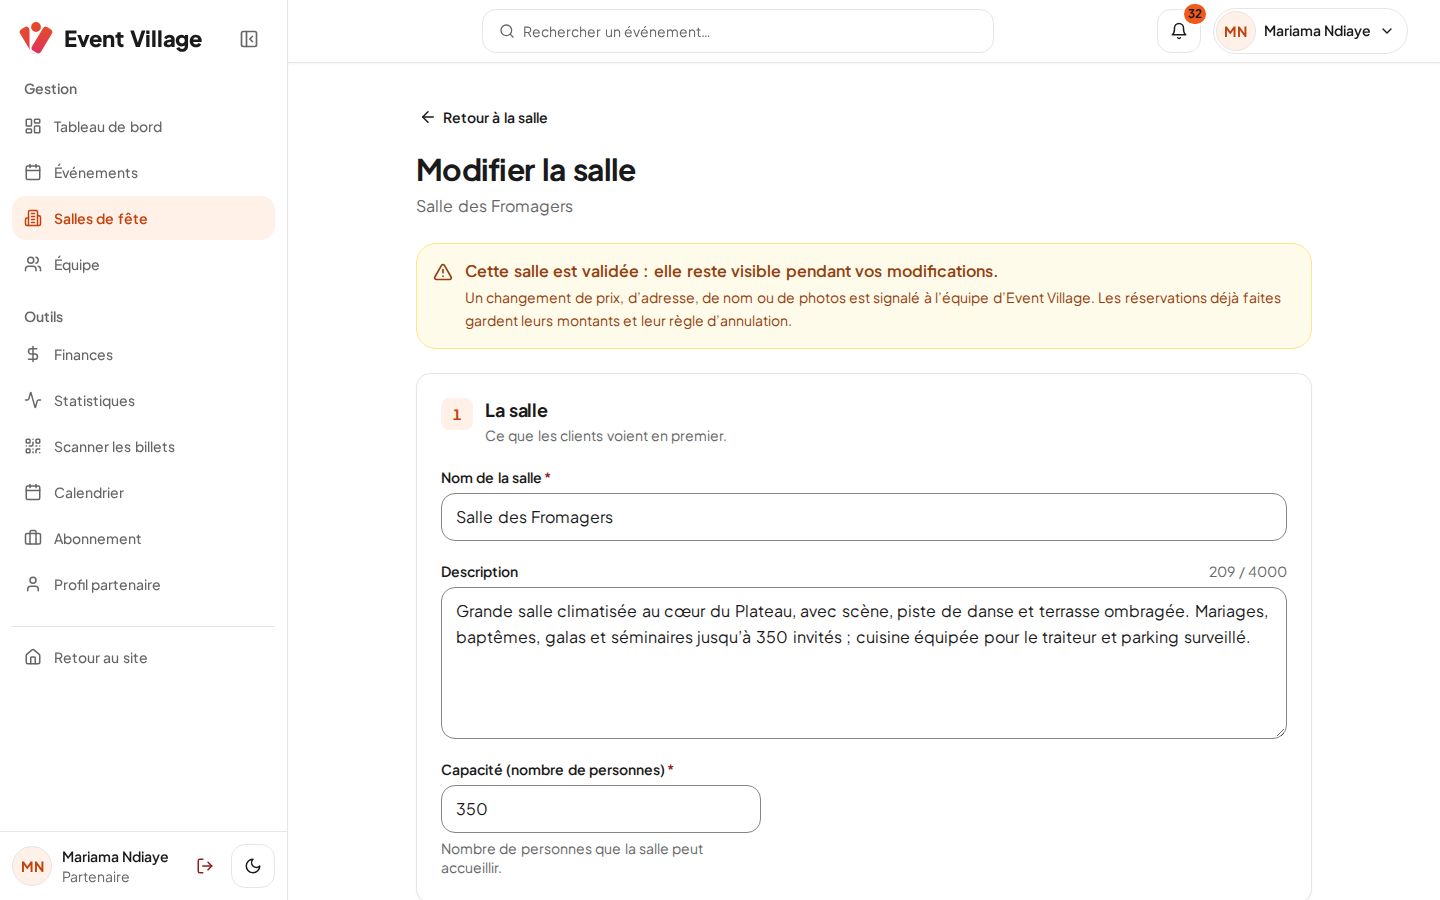 Event Village
Gestion
Tableau de bord
Événements
Salles de fête
Équipe
Outils
Finances
Statistiques
Scanner les billets
Calendrier
Abonnement
Profil partenaire
Retour au site
MN
Mariama Ndiaye
Partenaire
Rechercher un événement...
32
MN
Mariama Ndiaye
Retour à la salle
Modifier la salle
Salle des Fromagers
Cette salle est validée : elle reste visible pendant vos modifications.
Un changement de prix, d’adresse, de nom ou de photos est signalé à l’équipe d’Event Village. Les réservations déjà faites
gardent leurs montants et leur règle d’annulation.
1
La salle
Ce que les clients voient en premier.
Nom de la salle *
Salle des Fromagers
Description
209 / 4000
Grande salle climatisée au cœur du Plateau, avec scène, piste de danse et terrasse ombragée. Mariages,
baptêmes, galas et séminaires jusqu’à 350 invités ; cuisine équipée pour le traiteur et parking surveillé.
Capacité (nombre de personnes) *
350
Nombre de personnes que la salle peut
accueillir.